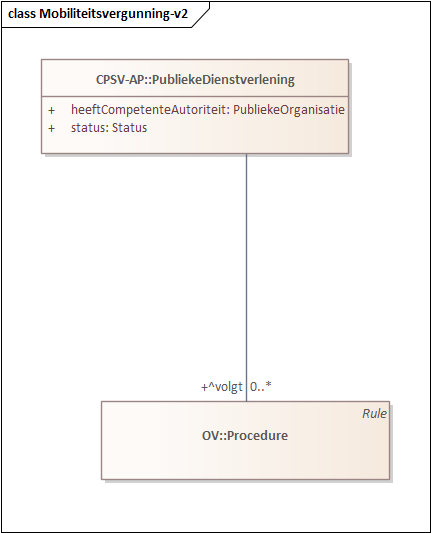 class Mobiliteitsvergunning-v2
CPSV-AP::PubliekeDienstverlening
+ heeftCompetenteAutoriteit: PubliekeOrganisatie
+ status: Status
+^volgt 0..*
Rule
OV::Procedure